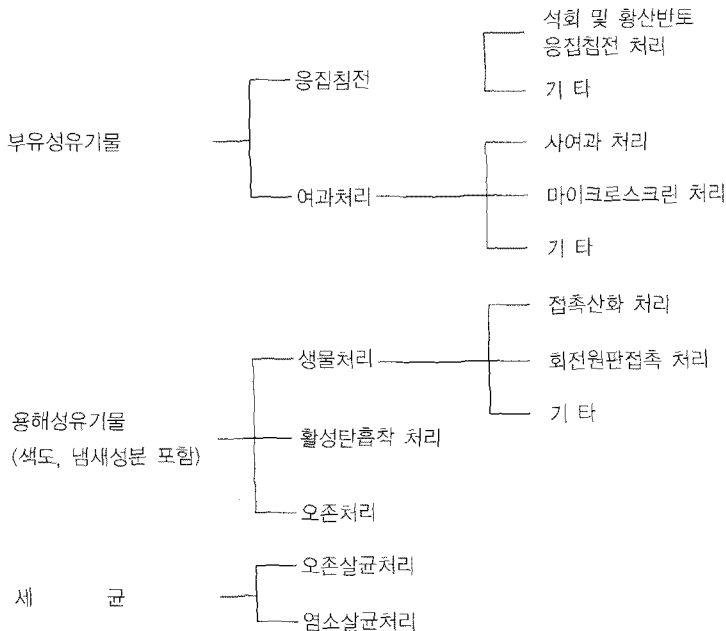 석회 및 황산반토
응집침전 처리
응집침전
기 타
부유성유기물
사여과 처리
여과처리
마이크로스크린 처리
기 타
접촉산화 처리
생물처리
회전원판접촉 처리
기 타
용해성유기물
(색도, 냄새성분 포함)
활성탄흡착 처리
오존처리
오존살균처리
세 균
염소살균처리